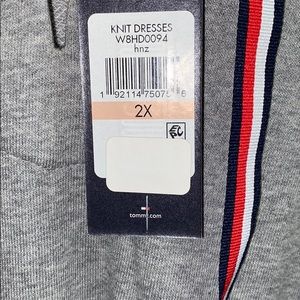 KNIT DRESSES
W8HD0094
hnz
1 92114 75075 6
2X
tommy.com